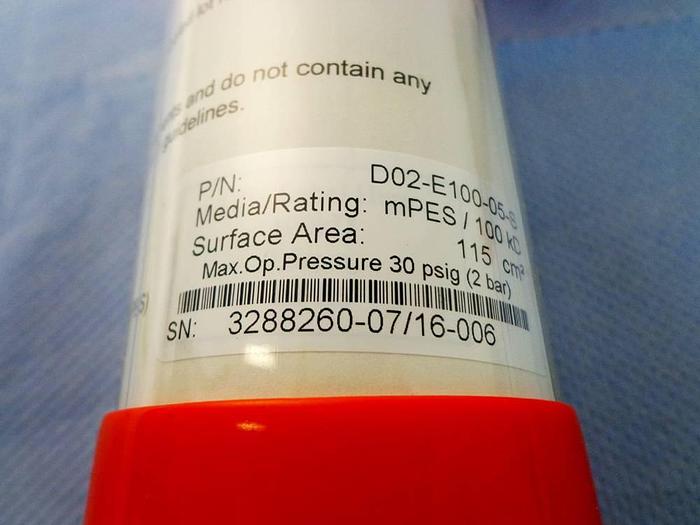 and do not contain any
guidelines.
P/N: D02-E100-05-S
Media/Rating: mPES / 100 kD
Surface Area: 115 cm²
Max.Op.Pressure 30 psig (2 bar)
SN: 3288260-07/16-006